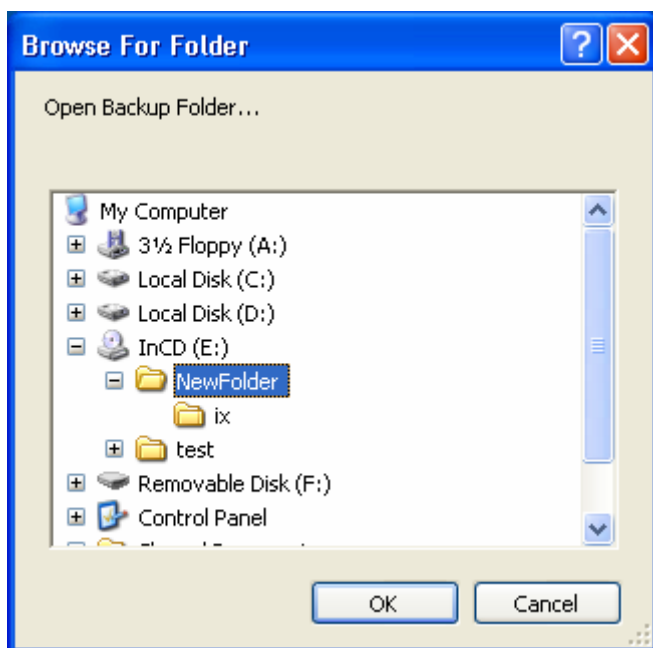 Browse For Folder
Open Backup Folder...
My Computer
3½ Floppy (A:)
Local Disk (C:)
Local Disk (D:)
InCD (E:)
NewFolder
ix
test
Removable Disk (F:)
Control Panel
OK Cancel